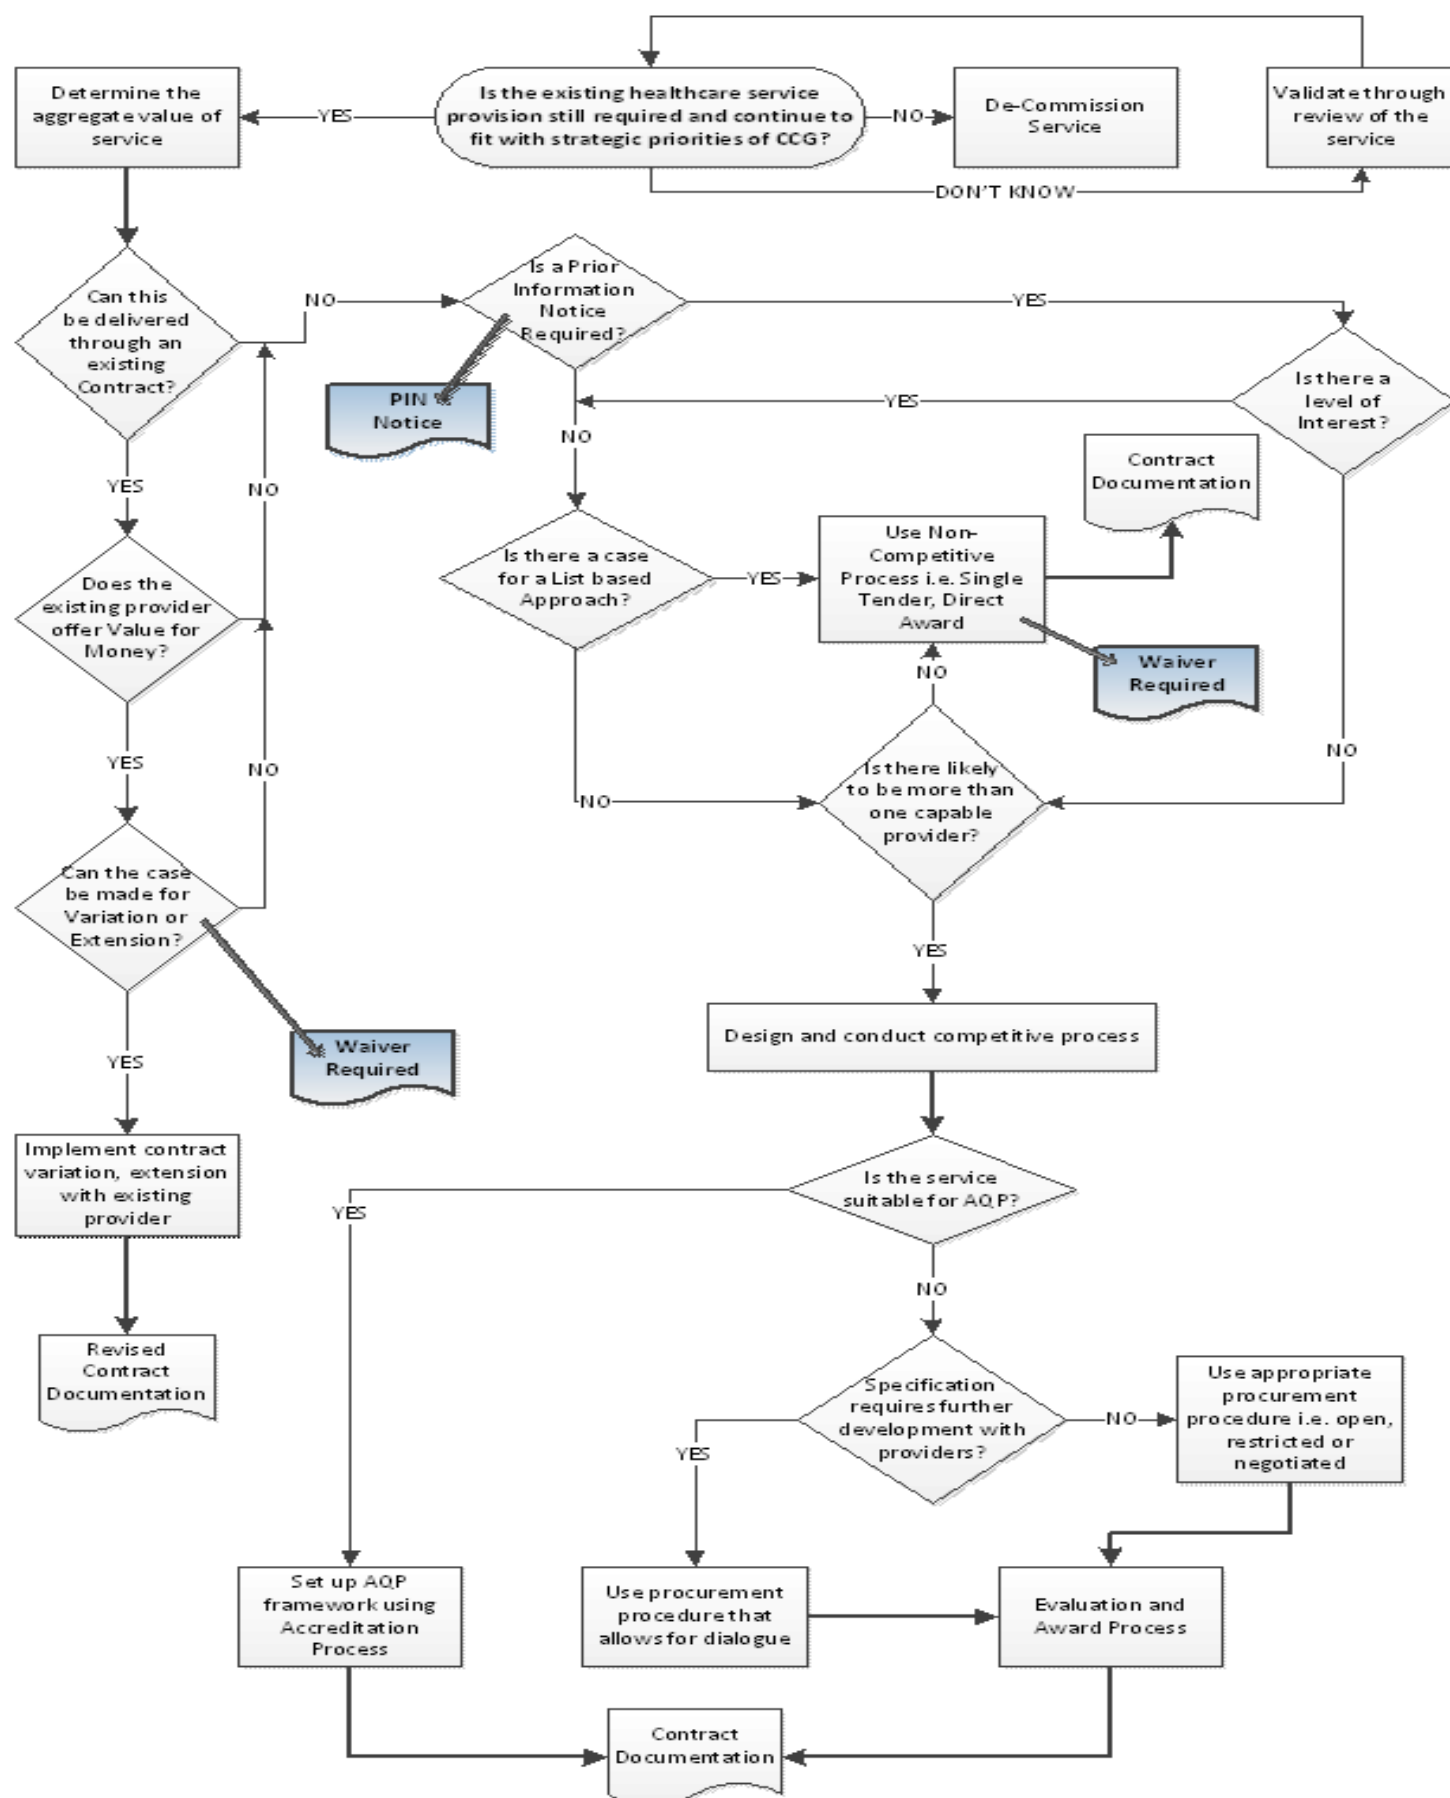 Determine the
aggregate value of
service
YES
Is the existing healthcare service
provision still required and continue to
fit with strategic priorities of CCG?
NO
De-Commission
Service
Validate through
review of the
service
DON'T KNOW
Can this
be delivered
through an
existing
Contract?
NO
Is a Prior
Information
Notice
Required?
YES
PIN
Notice
Is there a
level of
Interest?
YES
NO
YES
NO
Contract
Documentation
Does the
existing provider
offer Value for
Money?
Is there a case
for a List based
Approach?
YES
Use Non-
Competitive
Process i.e. Single
Tender, Direct
Award
Waiver
Required
NO
YES
NO
NO
NO
Is there likely
to be more than
one capable
provider?
Can the case
be made for
Variation or
Extension?
YES
Waiver
Required
YES
Design and conduct competitive process
Implement contract
variation, extension
with existing
provider
Is the service
suitable for AQP?
YES
NO
Revised
Contract
Documentation
Specification
requires further
development with
providers?
NO
YES
Use appropriate
procurement
procedure i.e. open,
restricted or
negotiated
Set up AQP
framework using
Accreditation
Process
Use procurement
procedure that
allows for dialogue
Evaluation and
Award Process
Contract
Documentation